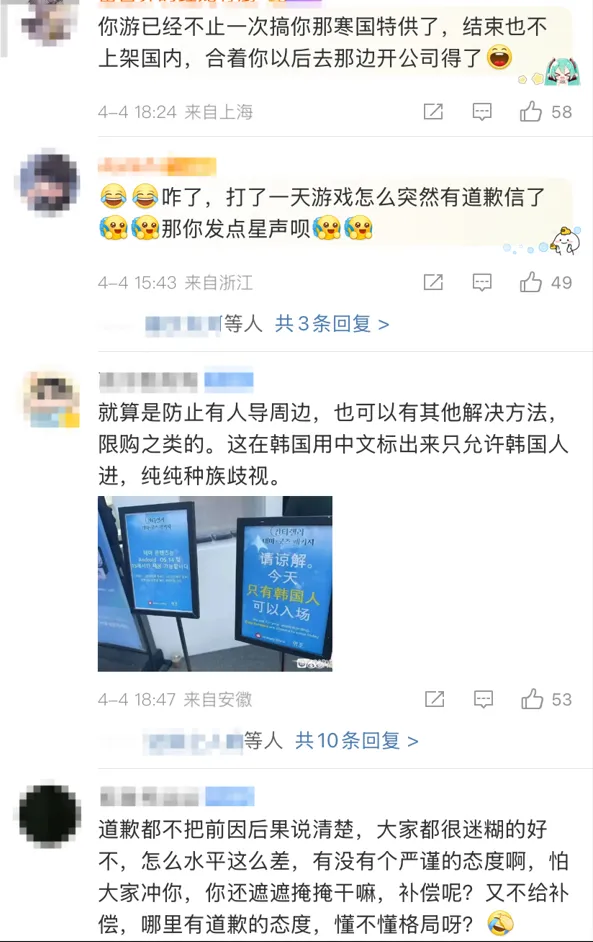 你游已经不止一次搞你那寒国特供了，结束也不
上架国内，合着你以后去那边开公司得了
4-4 18:24 来自上海
58
咋了，打了一天游戏怎么突然有道歉信了
那你发点星声呗
4-4 15:43 来自浙江
49
等人 共3条回复 >
就算是防止有人导周边，也可以有其他解决方法，
限购之类的。这在韩国用中文标出来只允许韩国人
进，纯纯种族歧视。
请谅解。
今天
只有韩国人
可以入场
4-4 18:47 来自安徽
53
等人 共10条回复 >
道歉都不把前因后果说清楚，大家都很迷糊的好
不，怎么水平这么差，有没有个严谨的态度啊，怕
大家冲你，你还遮遮掩掩干嘛，补偿呢？又不给补
偿，哪里有道歉的态度，懂不懂格局呀？